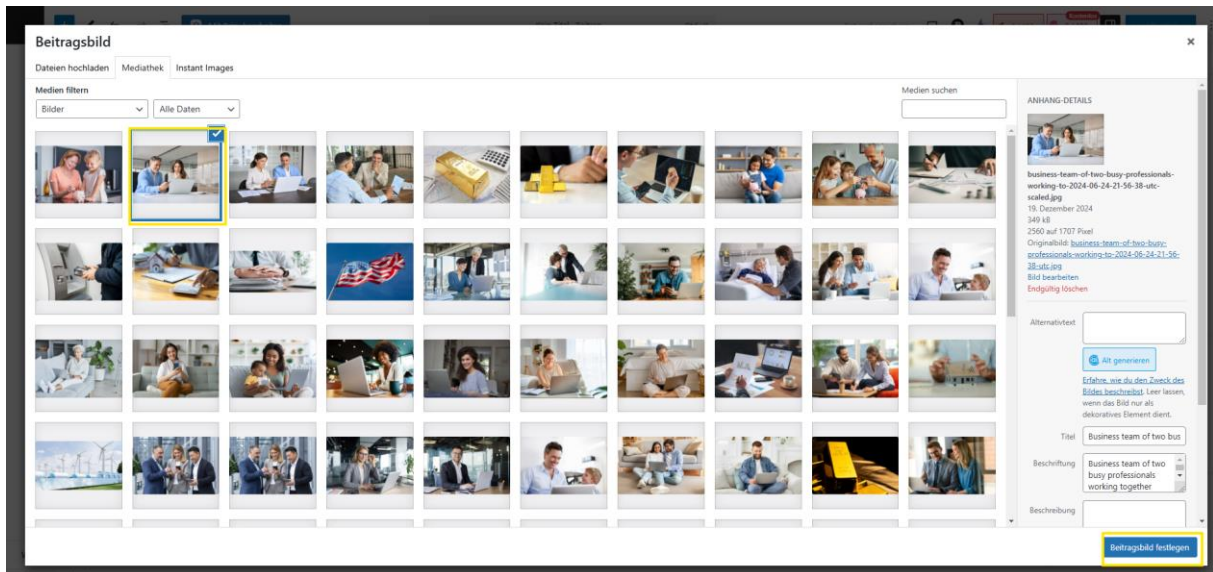 Kostenlos
Beitragsbild
Dateien hochladen
Mediathek
Instant Images
Medien filtern
Bilder
Alle Daten
Medien suchen
ANHANG-DETAILS
business-team-of-two-busy-professionals-
working-to-2024-06-24-21-56-38-utc-
scaled.jpg
19. Dezember 2024
349 kB
2560 auf 1707 Pixel
Originalbild: business-team-of-two-busy-
professionals-working-to-2024-06-24-21-56-
38-utc.jpg
Bild bearbeiten
Endgültig löschen
Alternativtext
Alt generieren
Erfahre, wie du den Zweck des
Bildes beschreibst. Leer lassen,
wenn das Bild nur als
dekoratives Element dient.
Titel
Business team of two bus
Beschriftung
Business team of two
busy professionals
working together
Beschreibung
Beitragsbild festlegen